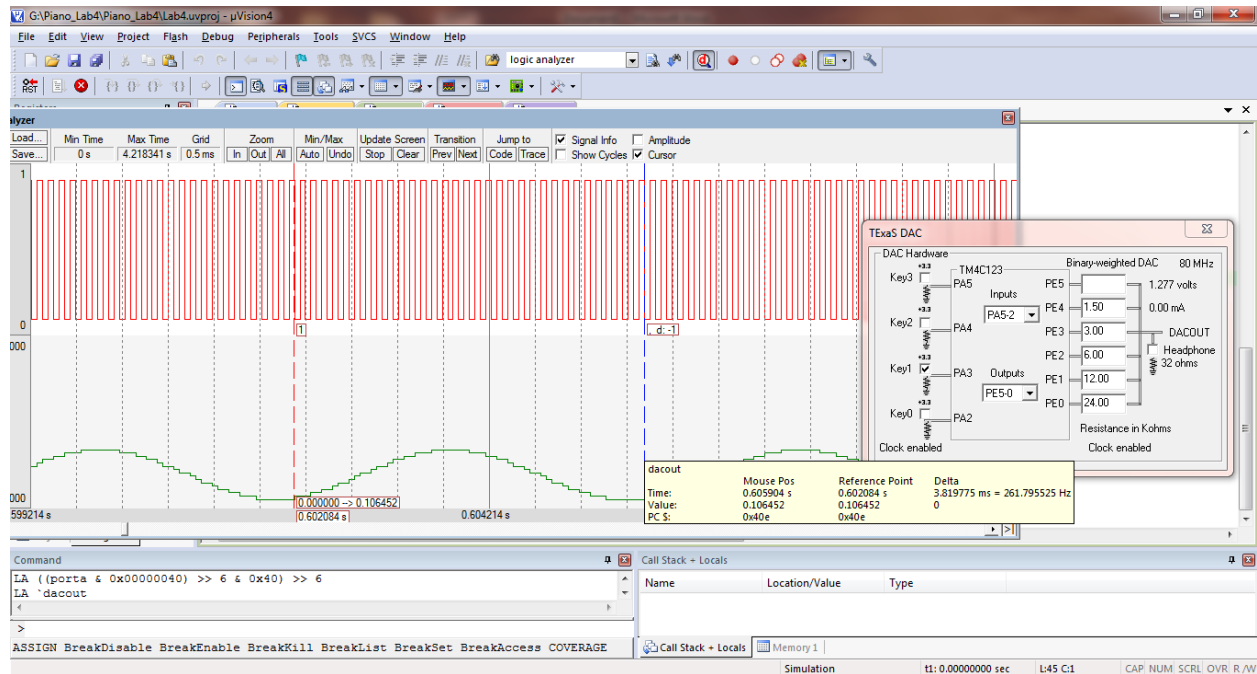 G:\Piano_Lab4\Piano_Lab4\Lab4.uvproj - µVision4
File Edit View Project Flash Debug Peripherals Tools SVCS Window Help
logic analyzer
RST
alyzer
Load... Min Time Max Time Grid Zoom Min/Max Update Screen Transition Jump to Signal Info Amplitude
Save... 0 s 4.218341 s 0.5 ms In Out All Auto Undo Stop Clear Prev Next Code Trace Show Cycles Cursor
1
0
1
, d: -1
000
000
0.000000 --> 0.106452
599214 s
0.602084 s
0.604214 s
TExaS DAC
DAC Hardware
Binary-weighted DAC 80 MHz
+3.3
Key3 PA5 TM4C123 PE5 1.277 volts
Inputs
+3.3
PA5-2 PE4 1.50 0.00 mA
Key2 PA4 PE3 3.00 DACOUT
+3.3
PE2 6.00 Headphone
32 ohms
Key1 PA3 Outputs PE1 12.00
+3.3
PE5-0 PE0 24.00
Key0 PA2
Resistance in Kohms
Clock enabled Clock enabled
dacout
Mouse Pos Reference Point Delta
Time: 0.605904 s 0.602084 s 3.819775 ms = 261.795525 Hz
Value: 0.106452 0.106452 0
PC $: 0x40e 0x40e
Command
LA ((porta & 0x00000040) >> 6 & 0x40) >> 6
LA `dacout
>
ASSIGN BreakDisable BreakEnable BreakKill BreakList BreakSet BreakAccess COVERAGE
Call Stack + Locals
Name Location/Value Type
Call Stack + Locals Memory 1
Simulation t1: 0.00000000 sec L:45 C:1 CAP NUM SCRL OVR R/W